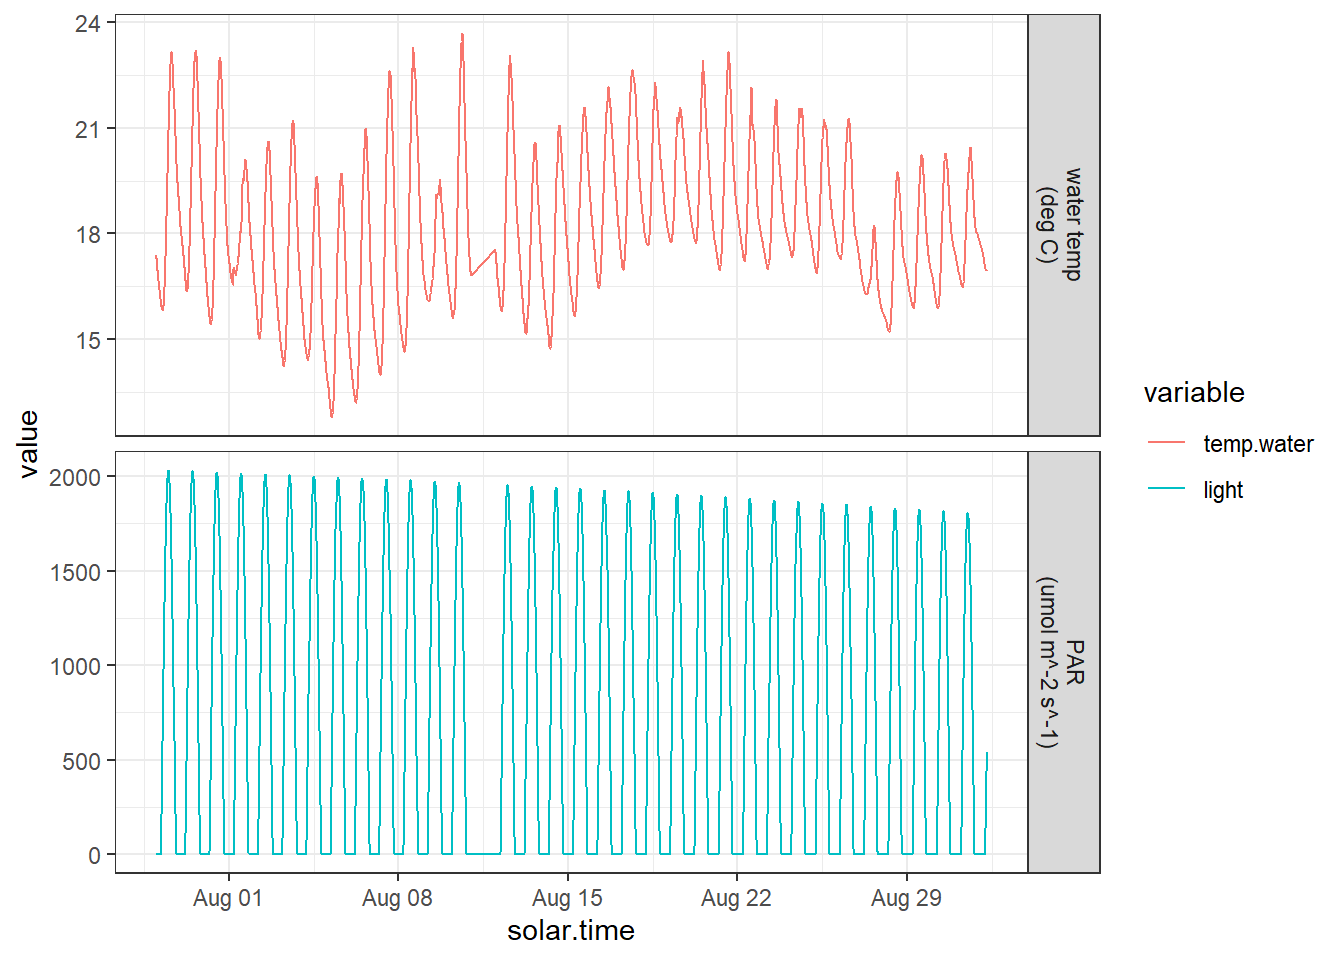 24
21
18
15
water temp
(deg C)
value
2000
1500
1000
500
0
PAR
(umol m^-2 s^-1)
Aug 01
Aug 08
Aug 15
Aug 22
Aug 29
solar.time
variable
temp.water
light